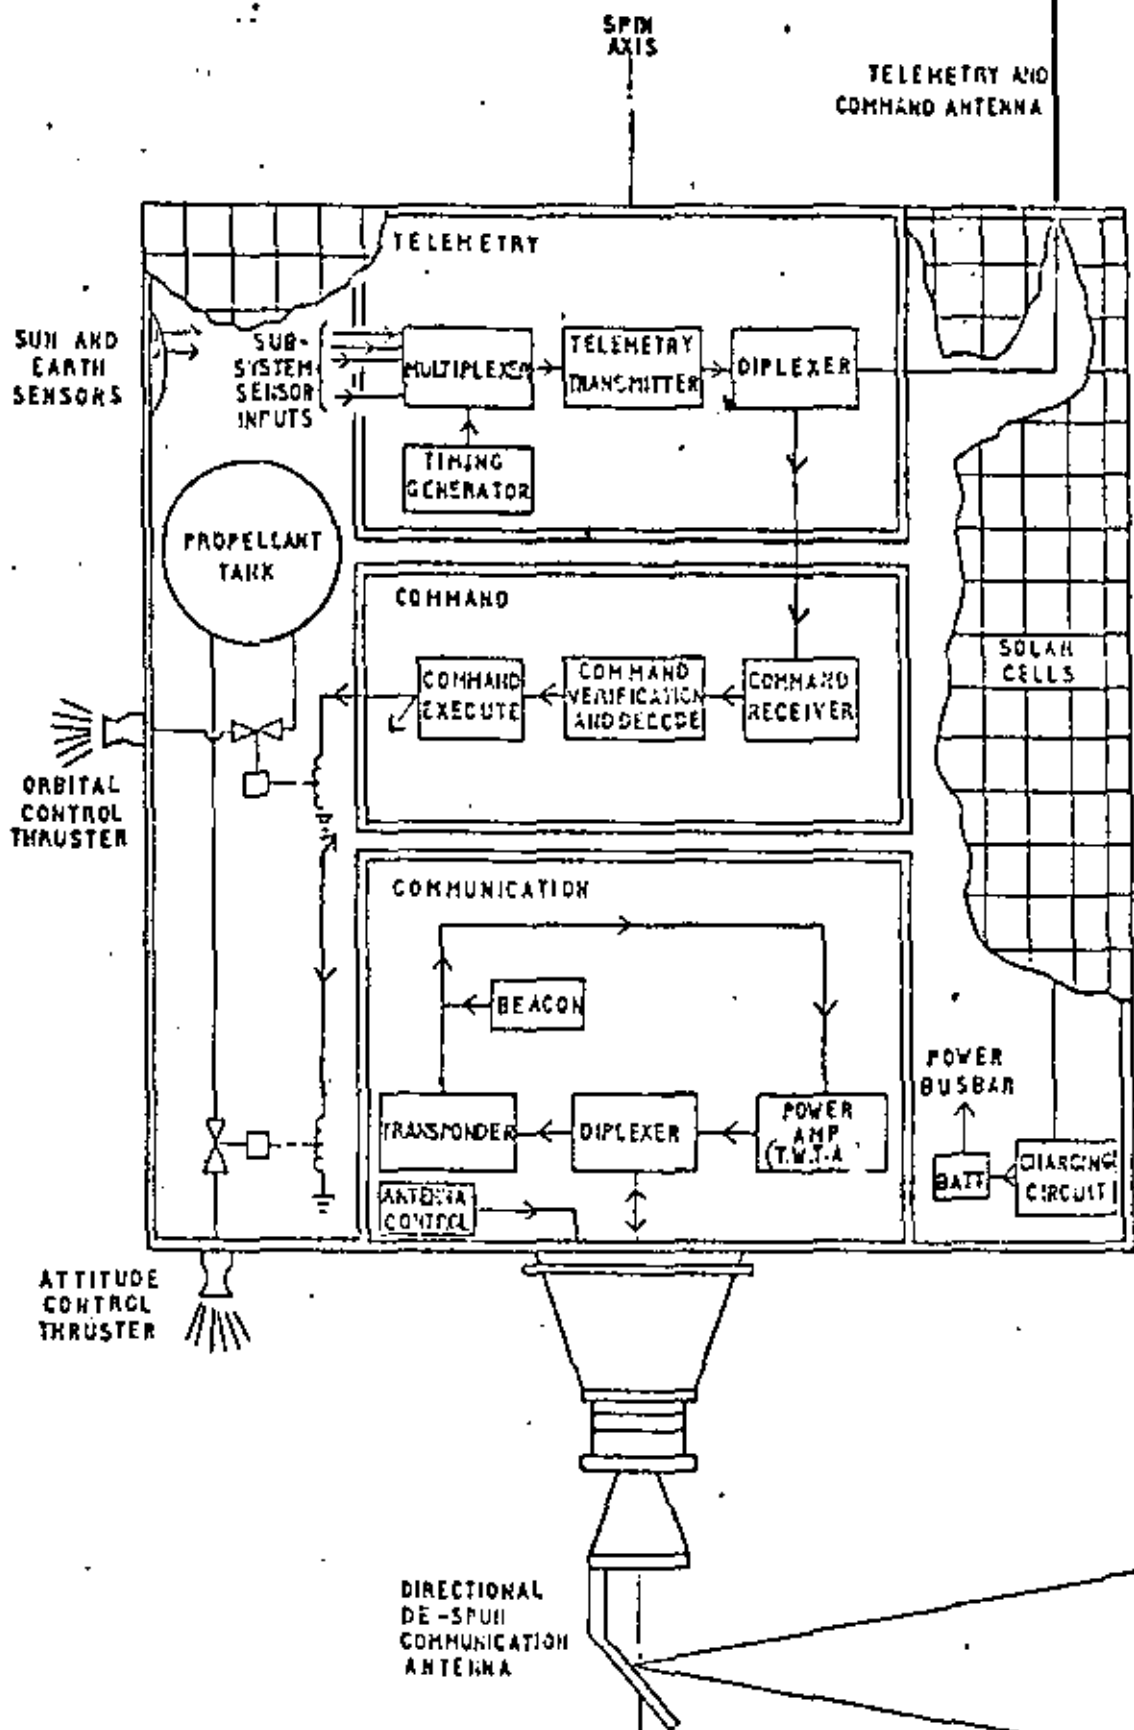 SPIN
AXIS
TELEMETRY AND
COMMAND ANTENNA
TELEMETRY
SUN AND
EARTH
SENSORS
SUB-
SYSTEM
SENSOR
INPUTS
MULTIPLEXER
TELEMETRY
TRANSMITTER
DIPLEXER
TIMING
GENERATOR
PROPELLANT
TANK
COMMAND
SOLAR
CELLS
COMMAND
EXECUTE
COMMAND
VERIFICATION
AND DECODE
COMMAND
RECEIVER
ORBITAL
CONTROL
THRUSTER
COMMUNICATION
BEACON
POWER
BUSBAR
TRANSPONDER
DIPLEXER
POWER
AMP
(T.W.T.A.
BATT
CHARGING
CIRCUIT
ANTENNA
CONTROL
ATTITUDE
CONTROL
THRUSTER
DIRECTIONAL
DE-SPUN
COMMUNICATION
ANTENNA